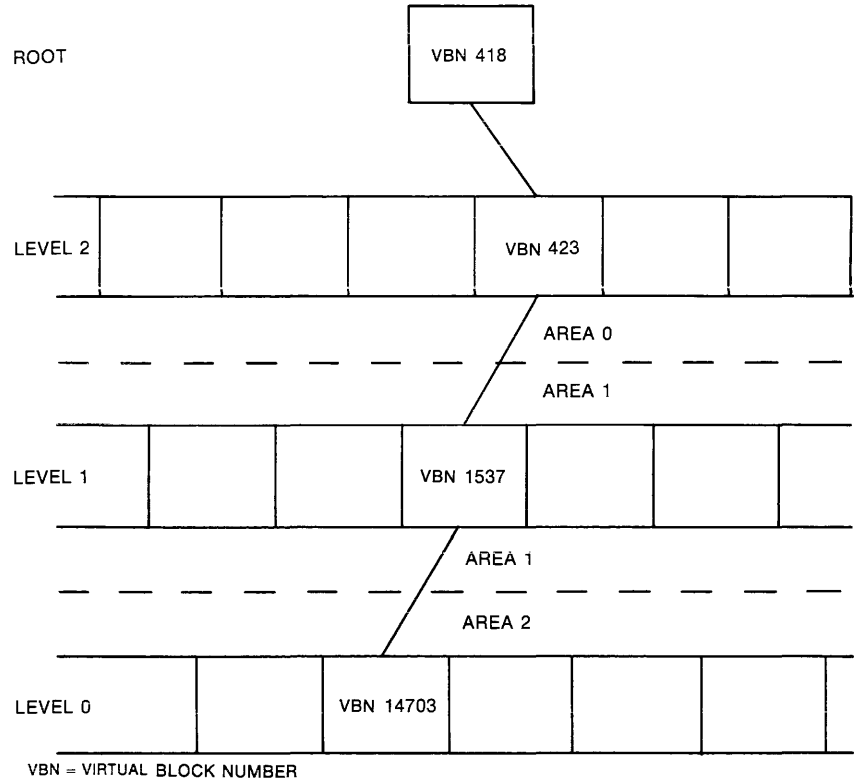 ROOT
VBN 418
LEVEL 2
VBN 423
AREA 0
AREA 1
LEVEL 1
VBN 1537
AREA 1
AREA 2
LEVEL 0
VBN 14703
VBN = VIRTUAL BLOCK NUMBER